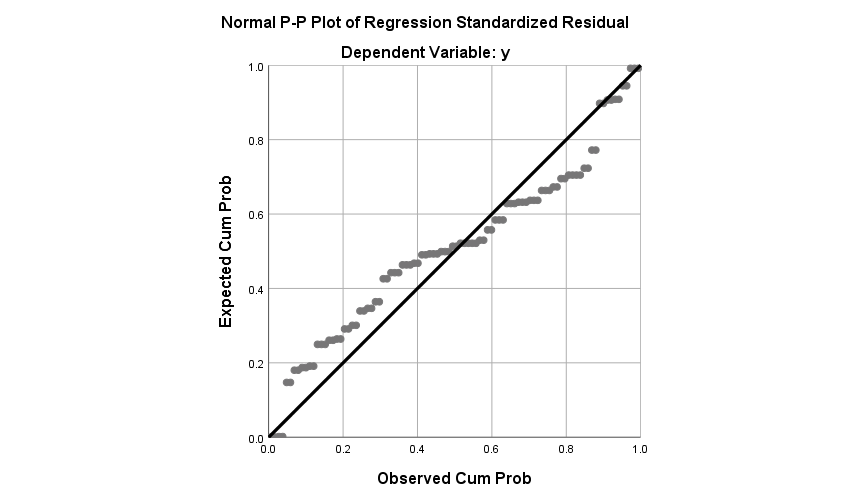 Normal P-P Plot of Regression Standardized Residual
Dependent Variable: y
Expected Cum Prob
1.0
0.8
0.6
0.4
0.2
0.0
0.0 0.2 0.4 0.6 0.8 1.0
Observed Cum Prob